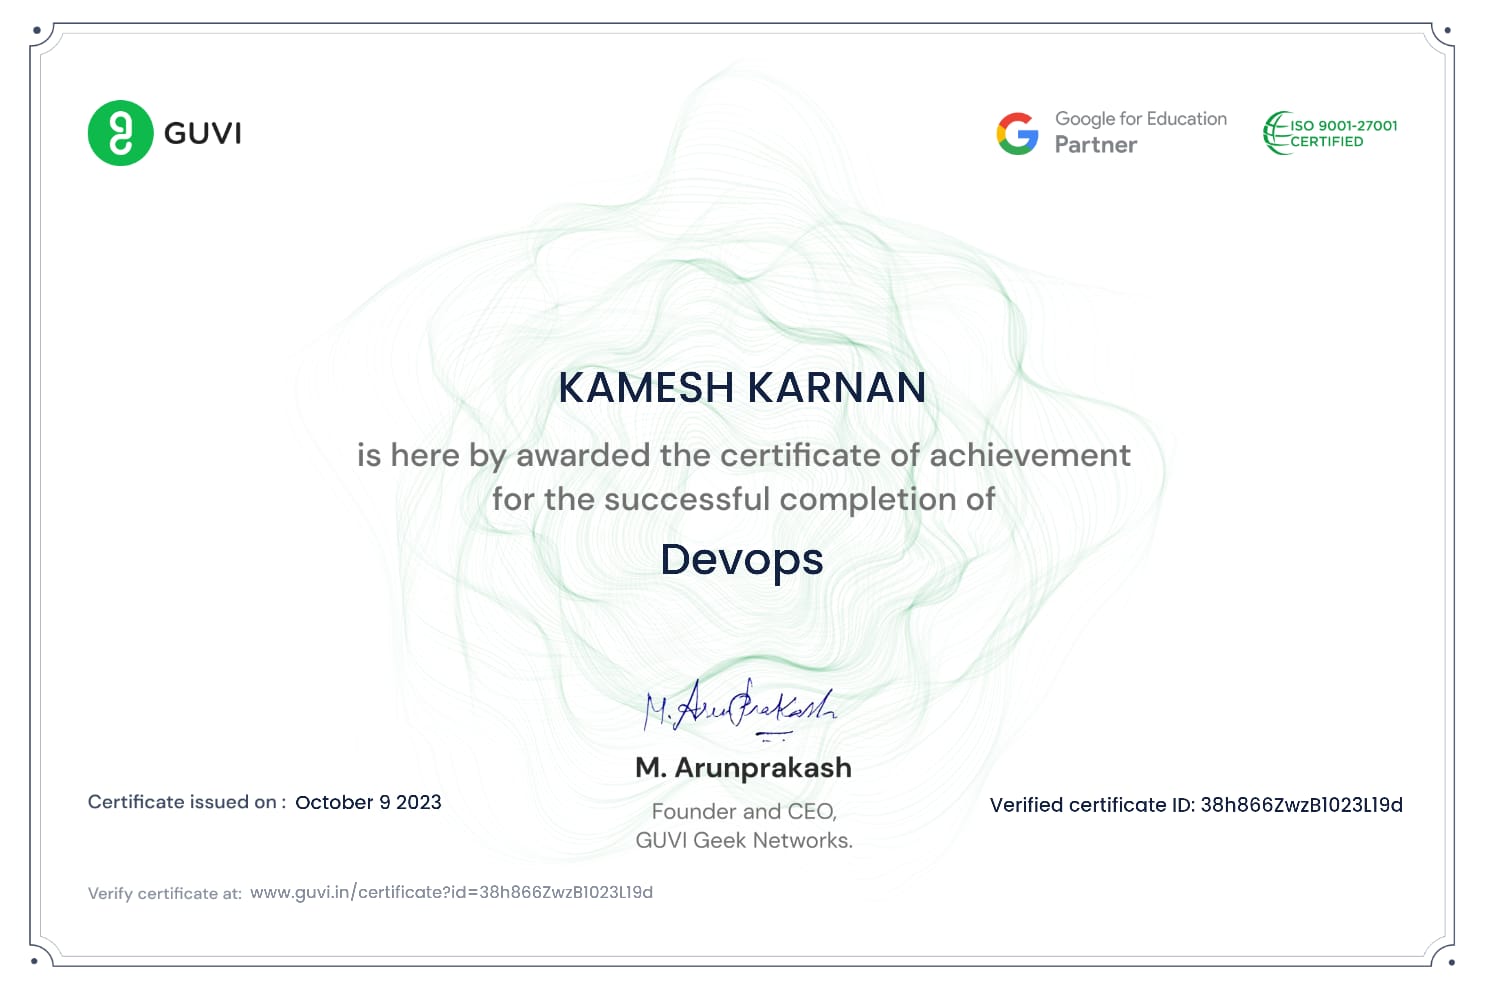 GUVI
Google for Education
Partner
ISO 9001-27001
CERTIFIED
KAMESH KARNAN
is here by awarded the certificate of achievement
for the successful completion of
Devops
M. ArunPrakash
M. Arunprakash
Founder and CEO,
GUVI Geek Networks.
Certificate issued on : October 9 2023
Verified certificate ID: 38h866ZwzB1023L19d
Verify certificate at: www.guvi.in/certificate?id=38h866ZwzB1023L19d